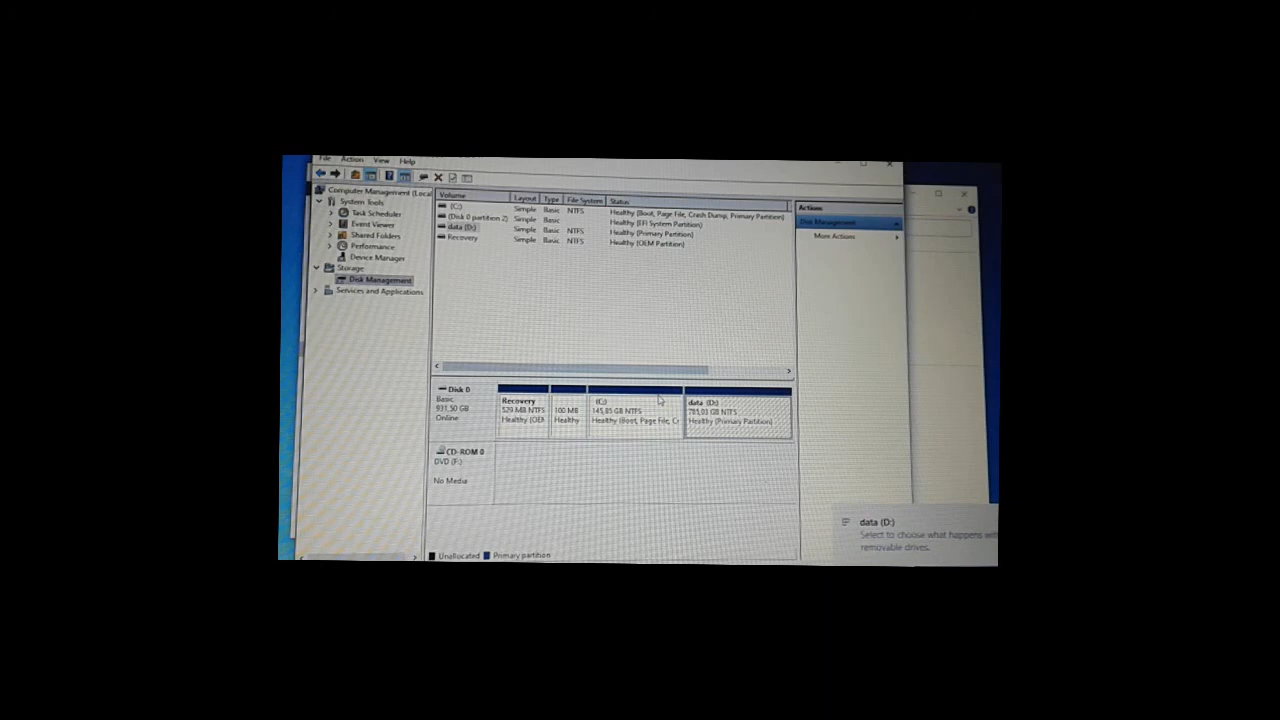 File Action View Help
Computer Management (Local
System Tools
Task Scheduler
Event Viewer
Shared Folders
Performance
Device Manager
Storage
Disk Management
Services and Applications
Volume Layout Type File System Status
(C:) Simple Basic NTFS Healthy (Boot, Page File, Crash Dump, Primary Partition)
(Disk 0 partition 2) Simple Basic Healthy (EFI System Partition)
data (D:) Simple Basic NTFS Healthy (Primary Partition)
Recovery Simple Basic NTFS Healthy (OEM Partition)
Actions
Disk Management
More Actions
Disk 0
Basic
931,50 GB
Online
Recovery
529 MB NTFS
Healthy (OEM
100 MB
Healthy
(C:)
145,85 GB NTFS
Healthy (Boot, Page File, Cr
data (D:)
785,03 GB NTFS
Healthy (Primary Partition)
CD-ROM 0
DVD (F:)
No Media
Unallocated Primary partition
data (D:)
Select to choose what happens with
removable drives.